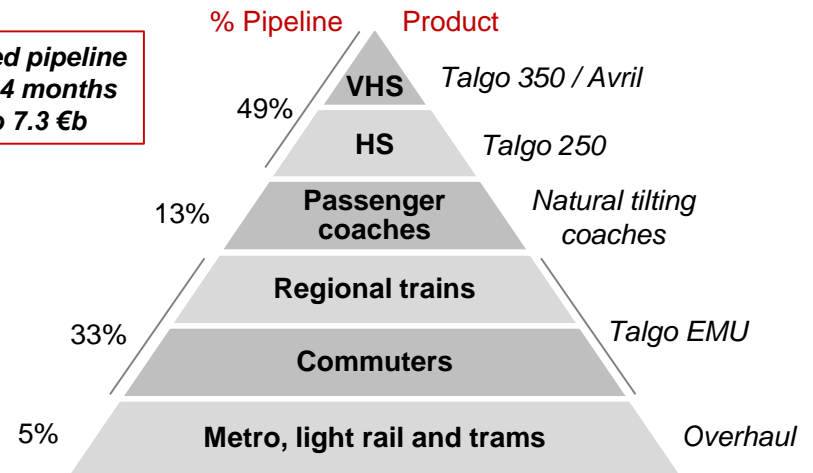 % Pipeline Product
pipeline
4 months
7.3 €b
VHS Talgo 350 / Avril
49%
HS Talgo 250
13%
Passenger
coaches
Natural tilting
coaches
Regional trains
33%
Talgo EMU
Commuters
5% Metro, light rail and trams Overhaul